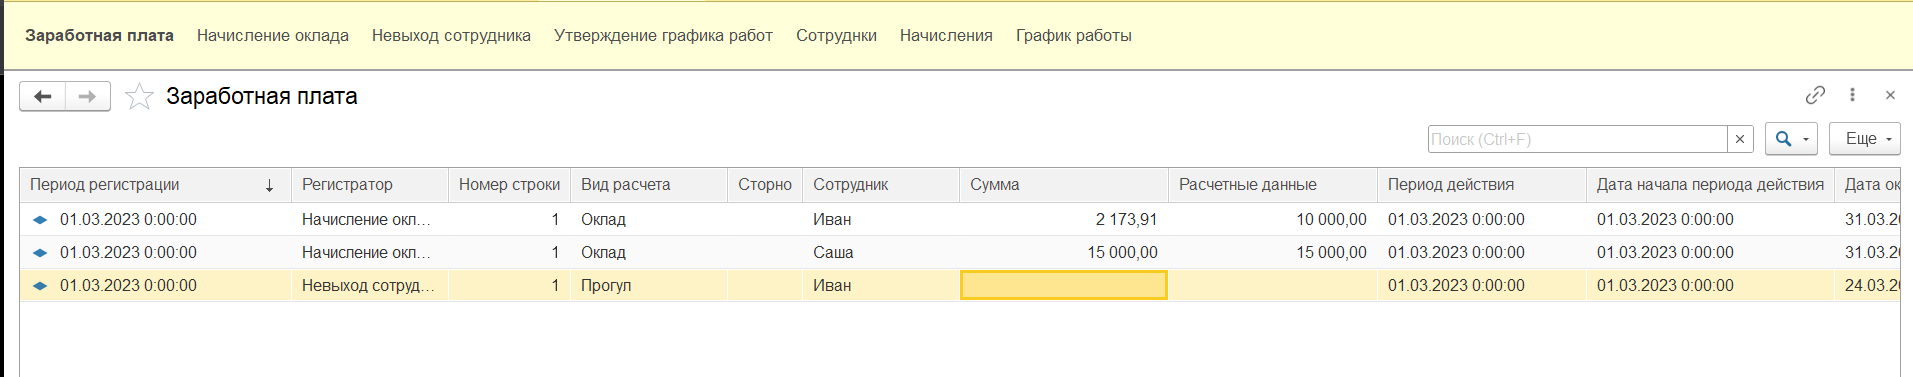 Заработная плата Начисление оклада Невыход сотрудника Утверждение графика работ Сотруднки Начисления График работы
Заработная плата
Поиск (Ctrl+F) Еще
Период регистрации Регистратор Номер строки Вид расчета Сторно Сотрудник Сумма Расчетные данные Период действия Дата начала периода действия Дата ок
01.03.2023 0:00:00 Начисление окл... 1 Оклад Иван 2 173,91 10 000,00 01.03.2023 0:00:00 01.03.2023 0:00:00 31.03.20
01.03.2023 0:00:00 Начисление окл... 1 Оклад Саша 15 000,00 15 000,00 01.03.2023 0:00:00 01.03.2023 0:00:00 31.03.20
01.03.2023 0:00:00 Невыход сотруд... 1 Прогул Иван 01.03.2023 0:00:00 01.03.2023 0:00:00 24.03.20